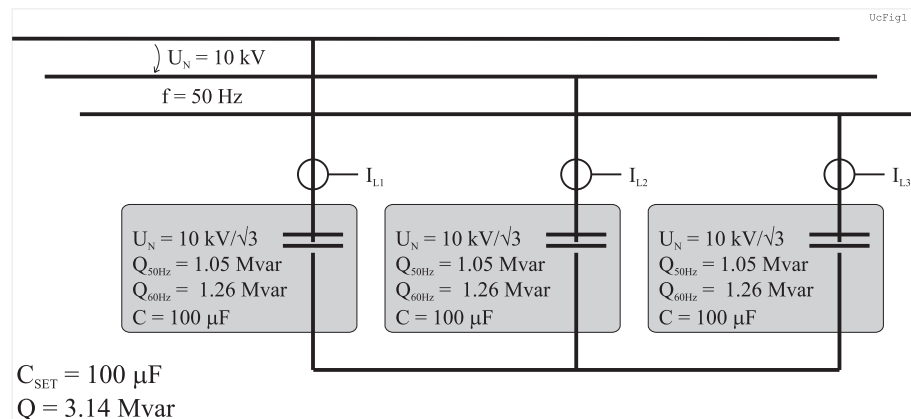 UcFig1
U_N = 10 kV
f = 50 Hz
I_L1
I_L2
I_L3
U_N = 10 kV/√3
Q_50Hz = 1.05 Mvar
Q_60Hz = 1.26 Mvar
C = 100 µF
U_N = 10 kV/√3
Q_50Hz = 1.05 Mvar
Q_60Hz = 1.26 Mvar
C = 100 µF
U_N = 10 kV/√3
Q_50Hz = 1.05 Mvar
Q_60Hz = 1.26 Mvar
C = 100 µF
C_SET = 100 µF
Q = 3.14 Mvar